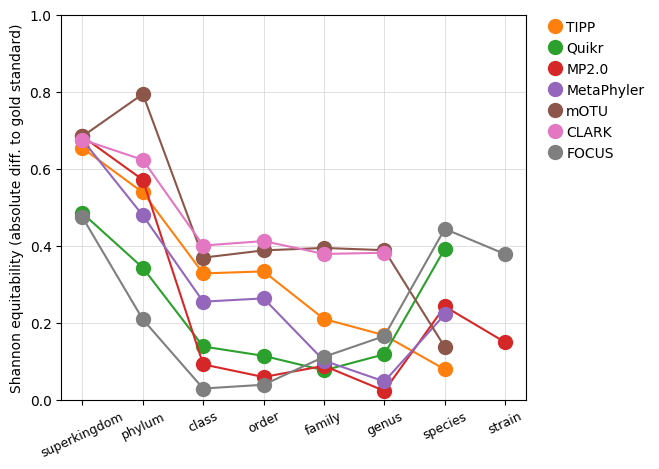 Shannon equitability (absolute diff. to gold standard)
1.0
0.8
0.6
0.4
0.2
0.0
superkingdom
phylum
class
order
family
genus
species
strain
TIPP
Quikr
MP2.0
MetaPhyler
mOTU
CLARK
FOCUS